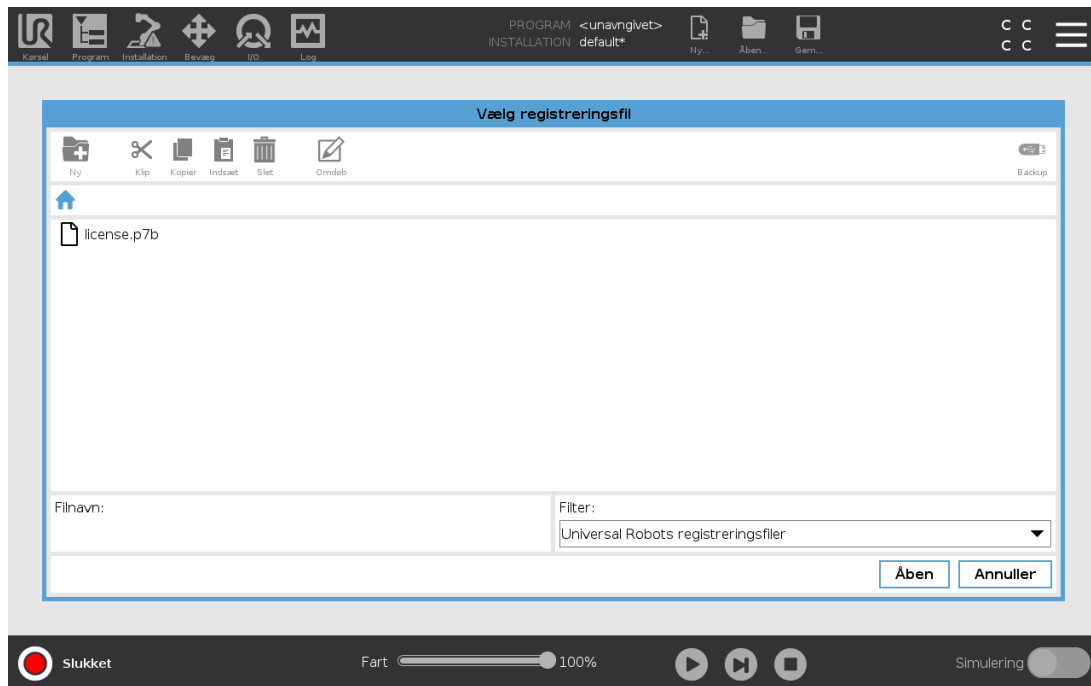 PROGRAM <unavngivet>
INSTALLATION default*
Kørsel Program Installation Bevæg I/O Log Ny... Åben... Gem...
C C
C C
Vælg registreringsfil
Ny Klip Kopier Indsæt Slet Omdøb Backup
license.p7b
Filnavn: Filter:
Universal Robots registreringsfiler
Åben Annuller
Slukket Fart 100% Simulering